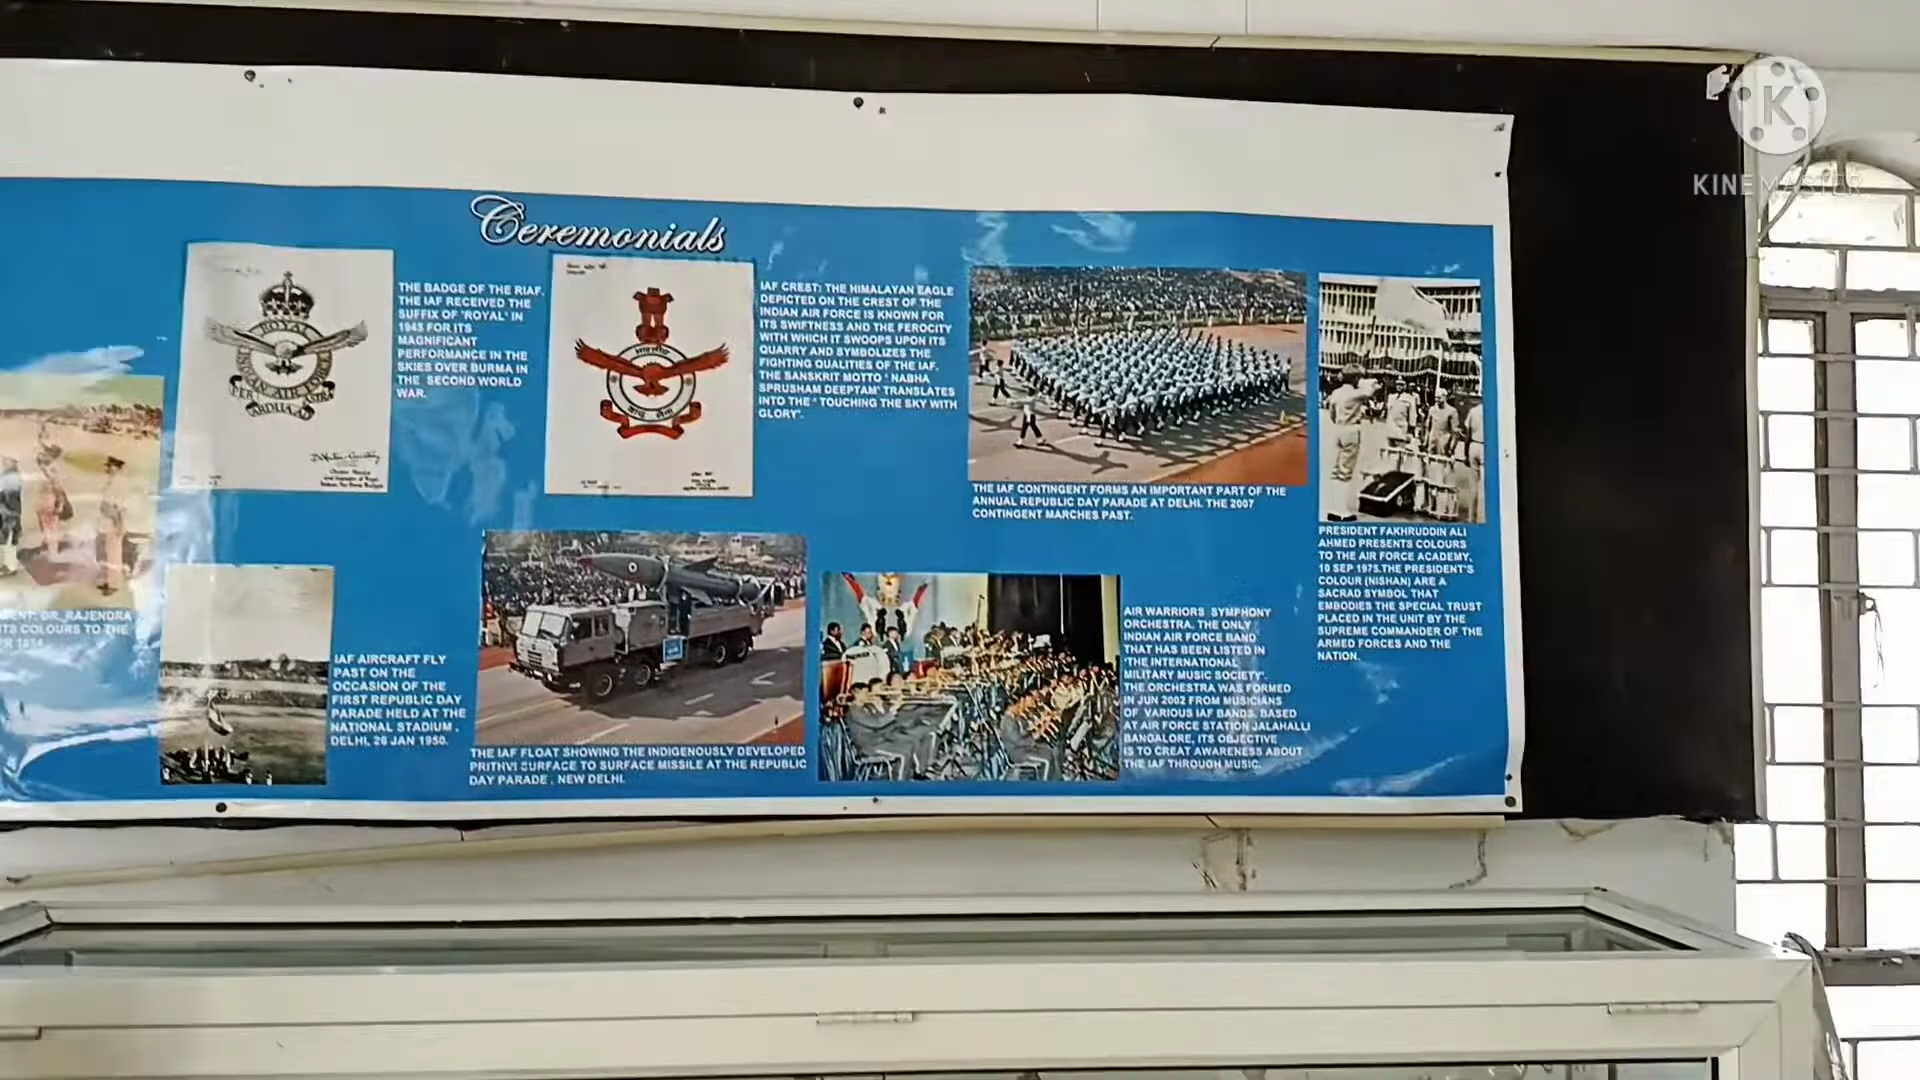 KINEMASTER
Ceremonials
THE BADGE OF THE RIAF.
THE IAF RECEIVED THE
SUFFIX OF 'ROYAL' IN
1945 FOR ITS
MAGNIFICANT
PERFORMANCE IN THE
SKIES OVER BURMA IN
THE SECOND WORLD
WAR.
ROYAL
IAF CREST: THE HIMALAYAN EAGLE
DEPICTED ON THE CREST OF THE
INDIAN AIR FORCE IS KNOWN FOR
ITS SWIFTNESS AND THE FEROCITY
WITH WHICH IT SWOOPS UPON ITS
QUARRY AND SYMBOLIZES THE
FIGHTING QUALITIES OF THE IAF.
THE SANSKRIT MOTTO ' NABHA
SPRUSHAM DEEPTAM' TRANSLATES
INTO THE ' TOUCHING THE SKY WITH
GLORY'.
THE IAF CONTINGENT FORMS AN IMPORTANT PART OF THE
ANNUAL REPUBLIC DAY PARADE AT DELHI. THE 2007
CONTINGENT MARCHES PAST.
PRESIDENT FAKHRUDDIN ALI
AHMED PRESENTS COLOURS
TO THE AIR FORCE ACADEMY,
10 SEP 1975.THE PRESIDENT'S
COLOUR (NISHAN) ARE A
SACRAD SYMBOL THAT
EMBODIES THE SPECIAL TRUST
PLACED IN THE UNIT BY THE
SUPREME COMMANDER OF THE
ARMED FORCES AND THE
NATION.
DR. RAJENDRA
COLOURS TO THE
IAF AIRCRAFT FLY
PAST ON THE
OCCASION OF THE
FIRST REPUBLIC DAY
PARADE HELD AT THE
NATIONAL STADIUM ,
DELHI, 26 JAN 1950.
THE IAF FLOAT SHOWING THE INDIGENOUSLY DEVELOPED
PRITHVI SURFACE TO SURFACE MISSILE AT THE REPUBLIC
DAY PARADE , NEW DELHI.
AIR WARRIORS SYMPHONY
ORCHESTRA. THE ONLY
INDIAN AIR FORCE BAND
THAT HAS BEEN LISTED IN
'THE INTERNATIONAL
MILITARY MUSIC SOCIETY'.
THE ORCHESTRA WAS FORMED
IN JUN 2002 FROM MUSICIANS
OF VARIOUS IAF BANDS. BASED
AT AIR FORCE STATION JALAHALLI
BANGALORE, ITS OBJECTIVE
IS TO CREAT AWARENESS ABOUT
THE IAF THROUGH MUSIC.